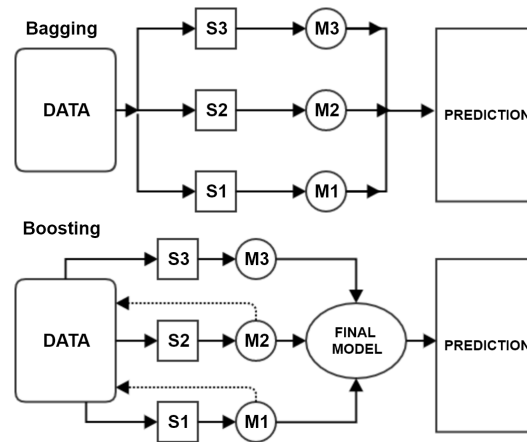 Bagging
S3
M3
DATA
S2
M2
PREDICTION
S1
M1
Boosting
S3
M3
DATA
S2
M2
FINAL
MODEL
PREDICTION
S1
M1